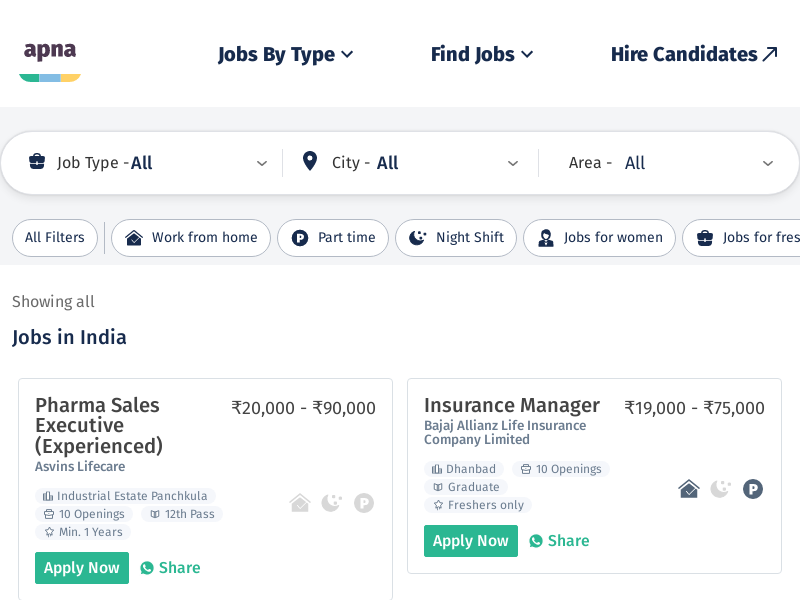 apna
Jobs By Type
Find Jobs
Hire Candidates
Job Type - All
City - All
Area - All
All Filters
Work from home
Part time
Night Shift
Jobs for women
Jobs for fres
Showing all
Jobs in India
Pharma Sales
Executive
(Experienced)
₹20,000 - ₹90,000
Asvins Lifecare
Industrial Estate Panchkula
10 Openings
12th Pass
Min. 1 Years
Apply Now
Share
Insurance Manager
₹19,000 - ₹75,000
Bajaj Allianz Life Insurance
Company Limited
Dhanbad
10 Openings
Graduate
Freshers only
Apply Now
Share